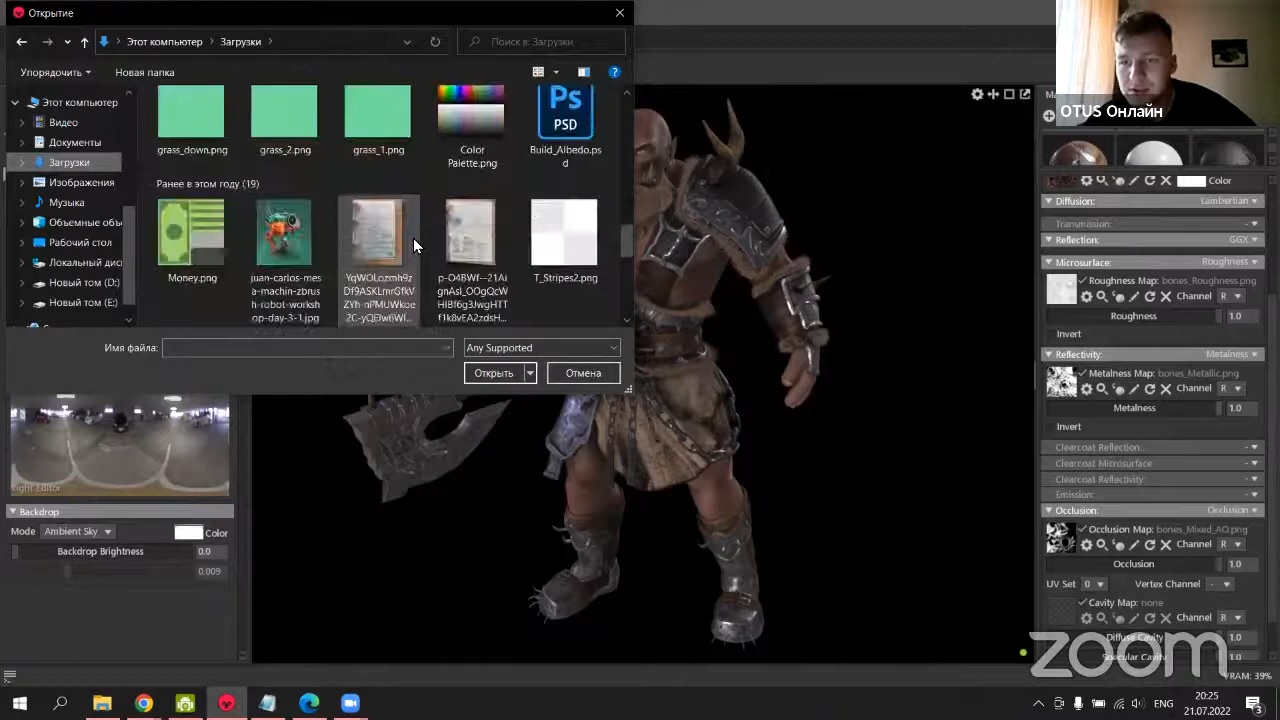 Открытие
Этот компьютер
Загрузки
Поиск в: Загрузки
Упорядочить
Новая папка
Этот компьютер
Видео
Документы
Загрузки
Изображения
Музыка
Объемные объ
Рабочий стол
Локальный диск
Новый том (D:)
Новый том (E:)
grass_down.png
grass_2.png
grass_1.png
Color
Palette.png
Ps
PSD
Build_Albedo.ps
d
Ранее в этом году (19)
Money.png
juan-carlos-mes
a-machin-zbrus
h-robot-worksh
op-day-3-1.jpg
T_Stripes2.png
Имя файла:
Any Supported
Открыть
Отмена
Backdrop
Mode
Ambient Sky
Color
Backdrop Brightness
0.0
0.009
OTUS Онлайн
Color
Diffusion:
Lambertian
Transmission:
Reflection:
GGX
Microsurface:
Roughness
Roughness Map: bones_Roughness.png
Channel R
Roughness
1.0
Invert
Reflectivity:
Metalness
Metalness Map: bones_Metallic.png
Channel R
Metalness
1.0
Invert
Clearcoat Reflection:
Clearcoat Microsurface
Clearcoat Reflectivity:
Emission:
Occlusion:
Occlusion
Occlusion Map: bones_Mixed_AO.png
Channel R
Occlusion
1.0
UV Set 0
Vertex Channel -
Cavity Map: none
Channel R
Diffuse Cavity
1.0
Specular Cavity
1.0
zoom
VRAM: 39%
ENG
20:25
21.07.2022
3